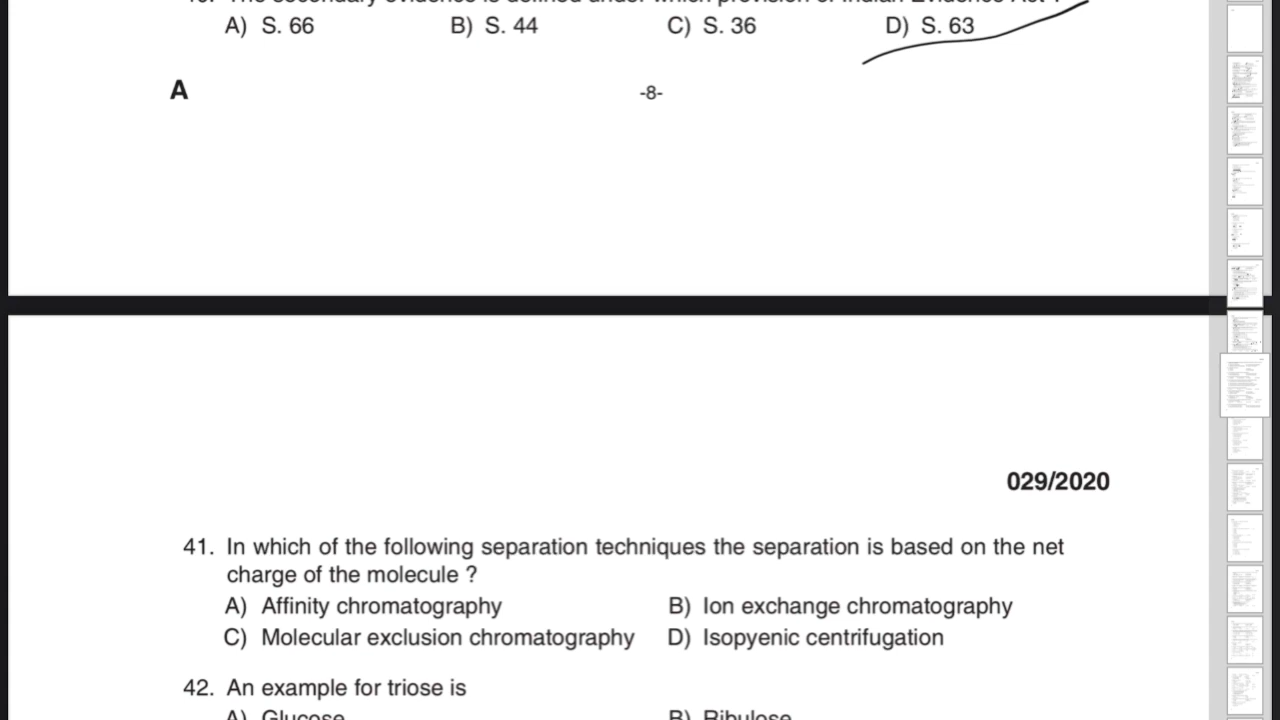 A) S. 66 B) S. 44 C) S. 36 D) S. 63
A -8-
029/2020
41. In which of the following separation techniques the separation is based on the net
charge of the molecule ?
A) Affinity chromatography B) Ion exchange chromatography
C) Molecular exclusion chromatography D) Isopyenic centrifugation
42. An example for triose is
A) Glucose B) Ribulose